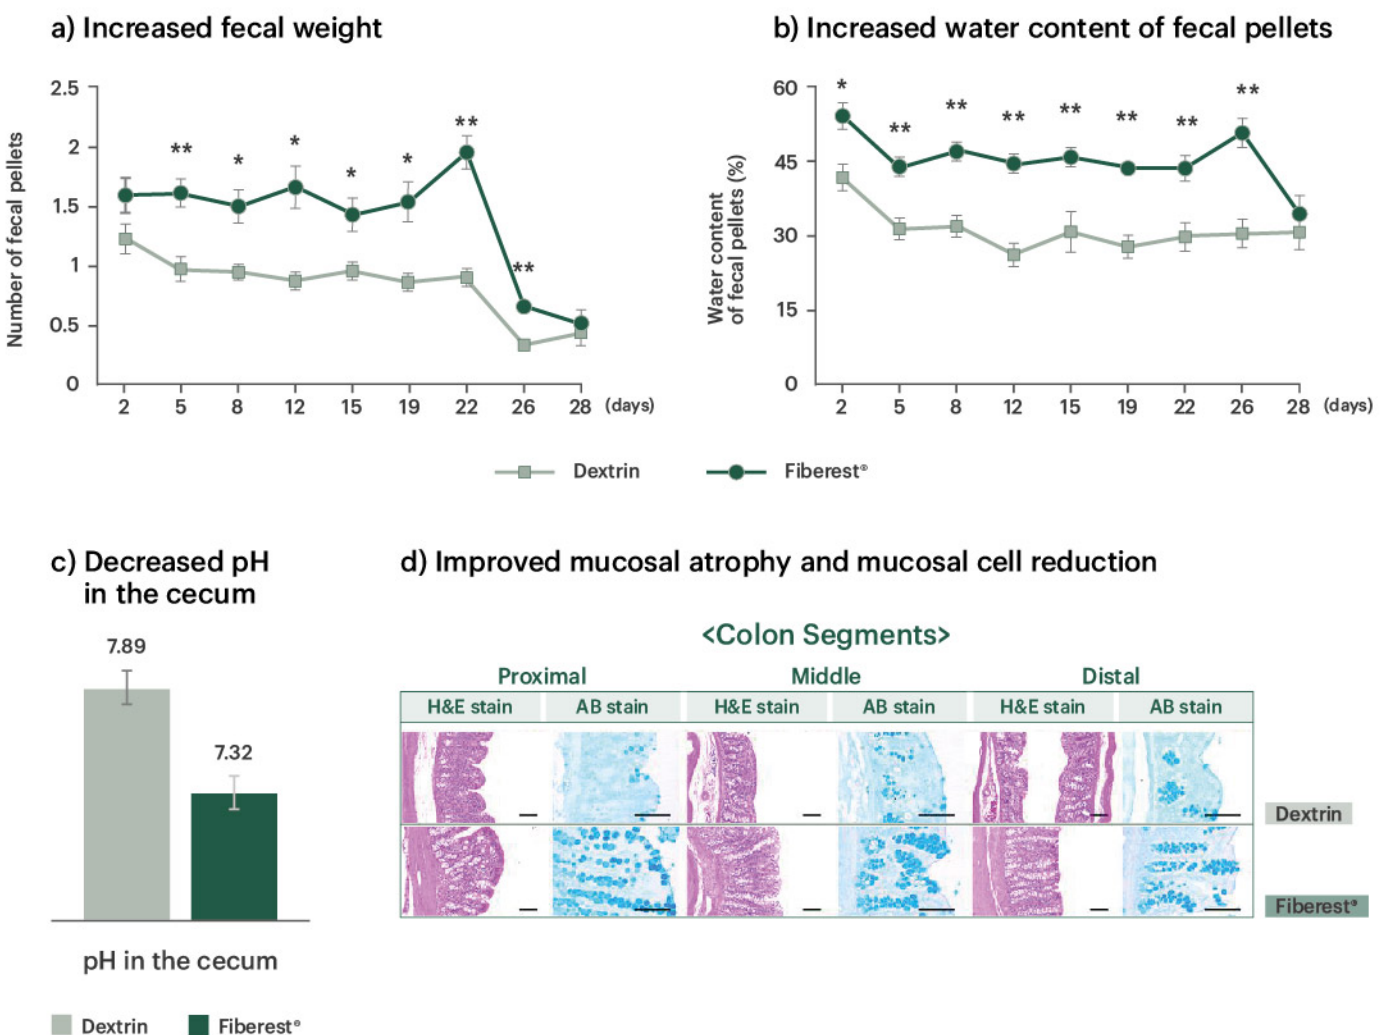 a) Increased fecal weight
Number of fecal pellets
2.5
2
1.5
1
0.5
0
** * * * * ** **
2 5 8 12 15 19 22 26 28 (days)
b) Increased water content of fecal pellets
Water content
of fecal pellets (%)
60
45
30
15
0
* ** ** ** ** ** ** **
2 5 8 12 15 19 22 26 28 (days)
Dextrin Fiberest®
c) Decreased pH
in the cecum
7.89
7.32
pH in the cecum
Dextrin Fiberest®
d) Improved mucosal atrophy and mucosal cell reduction
<Colon Segments>
Proximal Middle Distal
H&E stain AB stain H&E stain AB stain H&E stain AB stain
Dextrin
Fiberest®